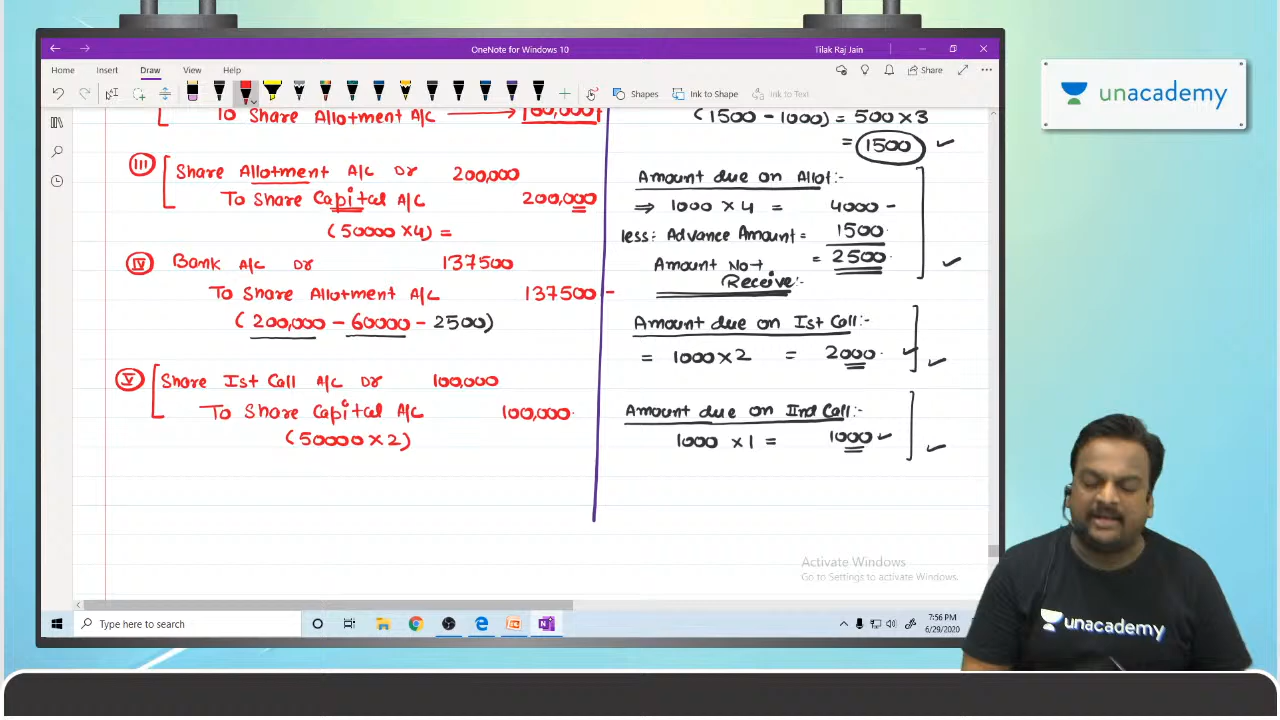 OneNote for Windows 10
Tilak Raj Jain
Home Insert Draw View Help
Share
Shapes
Ink to Shape
Ink to Text
To Share Allotment A/c
III Share Allotment A/c Dr 200,000
To Share Capital A/c 200,000
(50000 × 4) =
IV Bank A/c Dr 137500
To Share Allotment A/c 137500
(200,000 - 60000 - 2500)
V Share Ist Call A/c Dr 100,000
To Share Capital A/c 100,000
(50000 × 2)
(1500 - 1000) = 500 × 3
= 1500
Amount due on Allot:-
⇒ 1000 × 4 = 4000
less: Advance Amount = 1500
Amount Not = 2500
Receive:-
Amount due on Ist Call:-
= 1000 × 2 = 2000
Amount due on IInd Call:-
1000 × 1 = 1000
Activate Windows
Go to Settings to activate Windows.
Type here to search
7:56 PM
6/29/2020
unacademy
unacademy